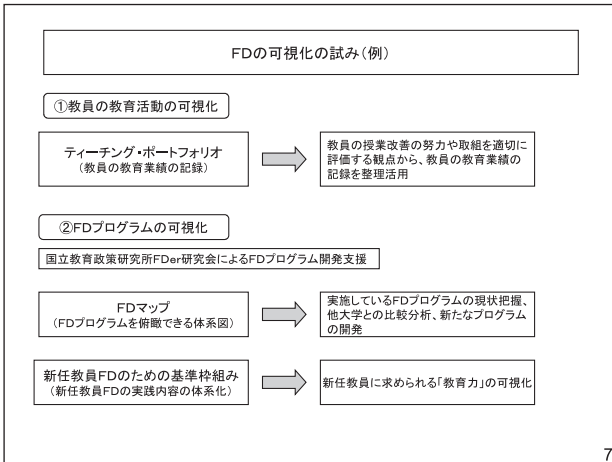 FDの可視化の試み(例)
①教員の教育活動の可視化
ティーチング・ポートフォリオ
(教員の教育業績の記録)
教員の授業改善の努力や取組を適切に
評価する観点から、教員の教育業績の
記録を整理活用
②FDプログラムの可視化
国立教育政策研究所FDer研究会によるFDプログラム開発支援
FDマップ
(FDプログラムを俯瞰できる体系図)
実施しているFDプログラムの現状把握、
他大学との比較分析、新たなプログラム
の開発
新任教員FDのための基準枠組み
(新任教員FDの実践内容の体系化)
新任教員に求められる「教育力」の可視化
7